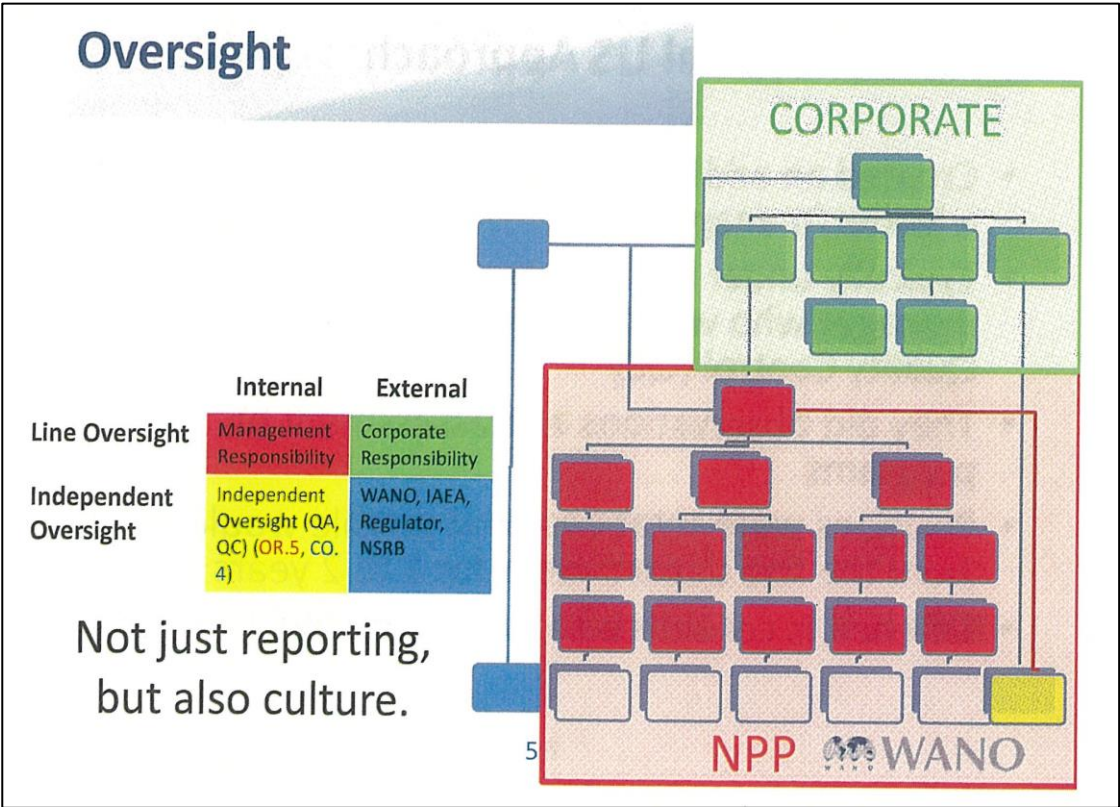 Oversight
CORPORATE
Internal External
Line Oversight
Management
Responsibility
Corporate
Responsibility
Independent
Oversight
Independent
Oversight (QA,
QC) (OR.5, CO.
4)
WANO, IAEA,
Regulator,
NSRB
Not just reporting,
but also culture.
5
NPP
WANO
WANO